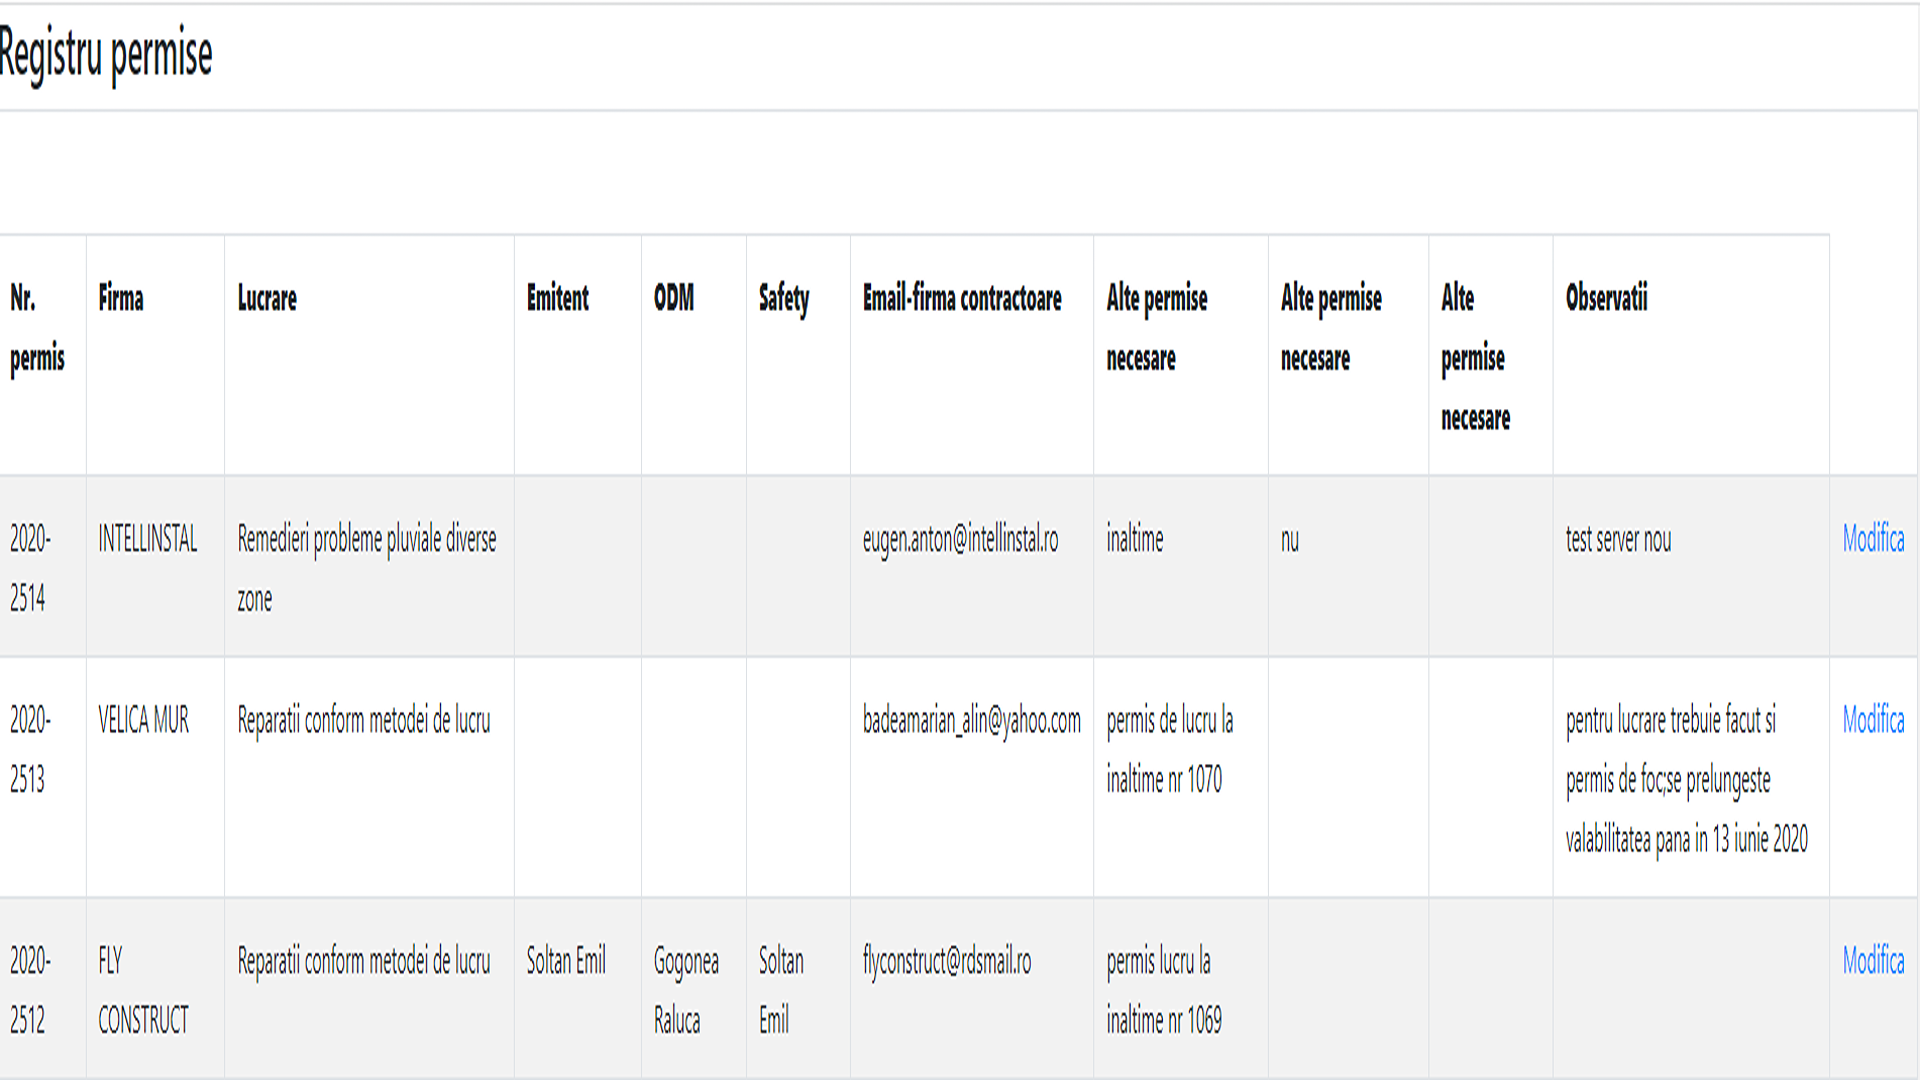 Registru permise
Nr. permis Firma Lucrare Emitent ODM Safety Email-firma contractoare Alte permise necesare Alte permise necesare Alte permise necesare Observatii
2020-2514 INTELLINSTAL Remedieri probleme pluviale diverse zone eugen.anton@intellinstal.ro inaltime nu test server nou Modifica
2020-2513 VELICA MUR Reparatii conform metodei de lucru badeamarian_alin@yahoo.com permis de lucru la inaltime nr 1070 pentru lucrare trebuie facut si permis de foc;se prelungeste valabilitatea pana in 13 iunie 2020 Modifica
2020-2512 FLY CONSTRUCT Reparatii conform metodei de lucru Soltan Emil Gogonea Raluca Soltan Emil flyconstruct@rdsmail.ro permis lucru la inaltime nr 1069 Modifica